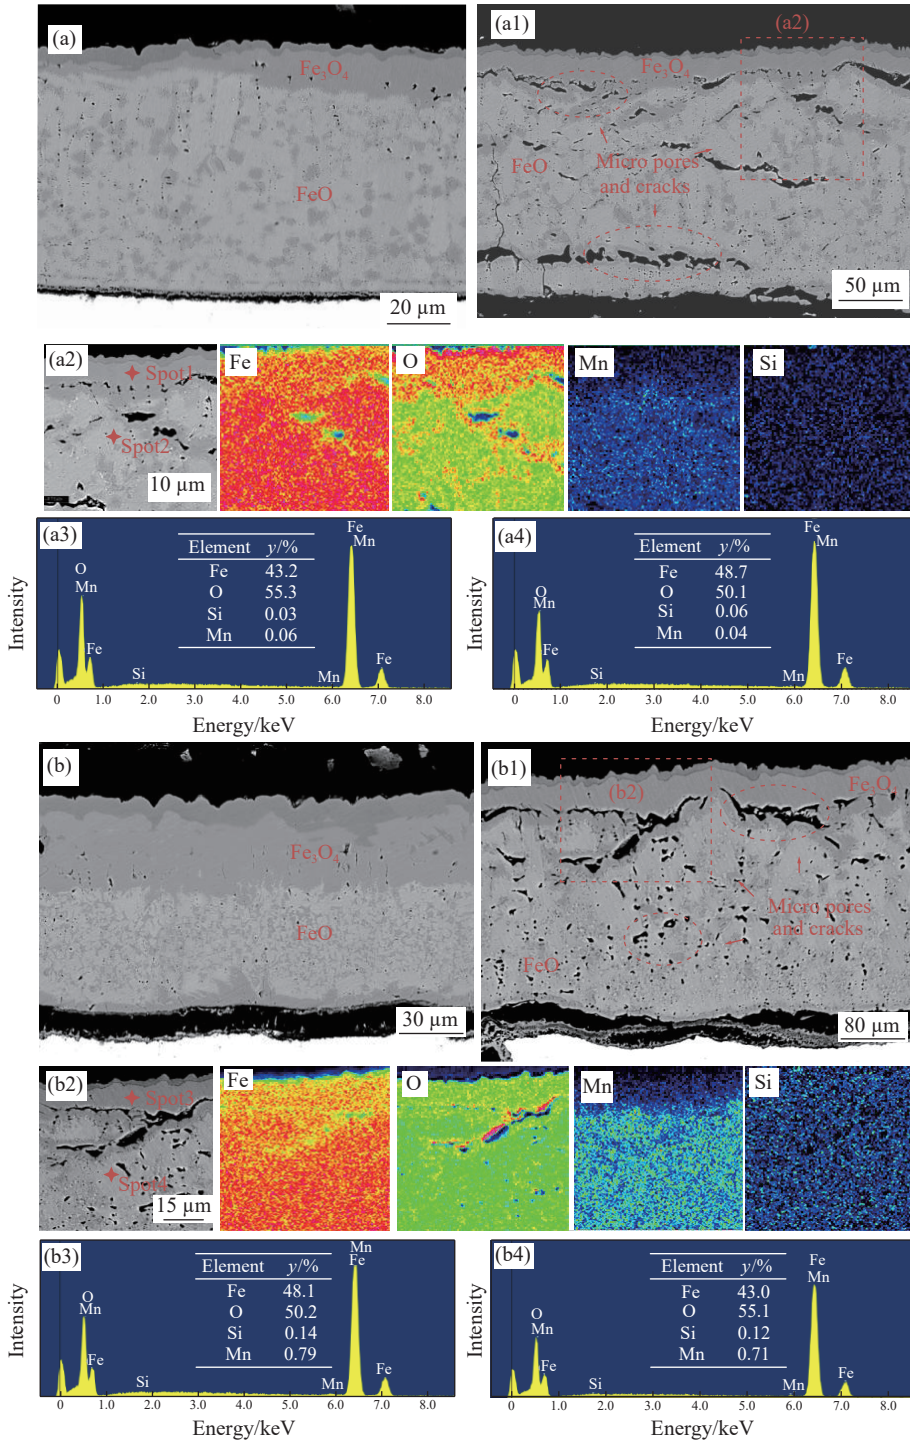 (a)
Fe₃O₄
FeO
20 µm
(a1)
(a2)
Fe₃O₄
Micro pores
and cracks
FeO
50 µm
(a2)
Spot1
Spot2
10 µm
Fe
O
Mn
Si
(a3)
Element y/%
Fe 43.2
O 55.3
Si 0.03
Mn 0.06
O
Mn
Fe
Si
Mn
Fe
Mn
Fe
Intensity
0 1.0 2.0 3.0 4.0 5.0 6.0 7.0 8.0
Energy/keV
(a4)
Element y/%
Fe 48.7
O 50.1
Si 0.06
Mn 0.04
O
Mn
Fe
Si
Mn
Fe
Mn
Fe
Intensity
0 1.0 2.0 3.0 4.0 5.0 6.0 7.0 8.0
Energy/keV
(b)
Fe₃O₄
FeO
30 µm
(b1)
(b2)
Fe₃O
Micro pores
and cracks
FeO
80 µm
(b2)
Spot3
Spot4
15 µm
Fe
O
Mn
Si
(b3)
Element y/%
Fe 48.1
O 50.2
Si 0.14
Mn 0.79
O
Mn
Fe
Si
Mn
Mn
Fe
Fe
Intensity
0 1.0 2.0 3.0 4.0 5.0 6.0 7.0 8.0
Energy/keV
(b4)
Element y/%
Fe 43.0
O 55.1
Si 0.12
Mn 0.71
O
Mn
Fe
Si
Mn
Fe
Mn
Fe
Intensity
0 1.0 2.0 3.0 4.0 5.0 6.0 7.0 8.0
Energy/keV